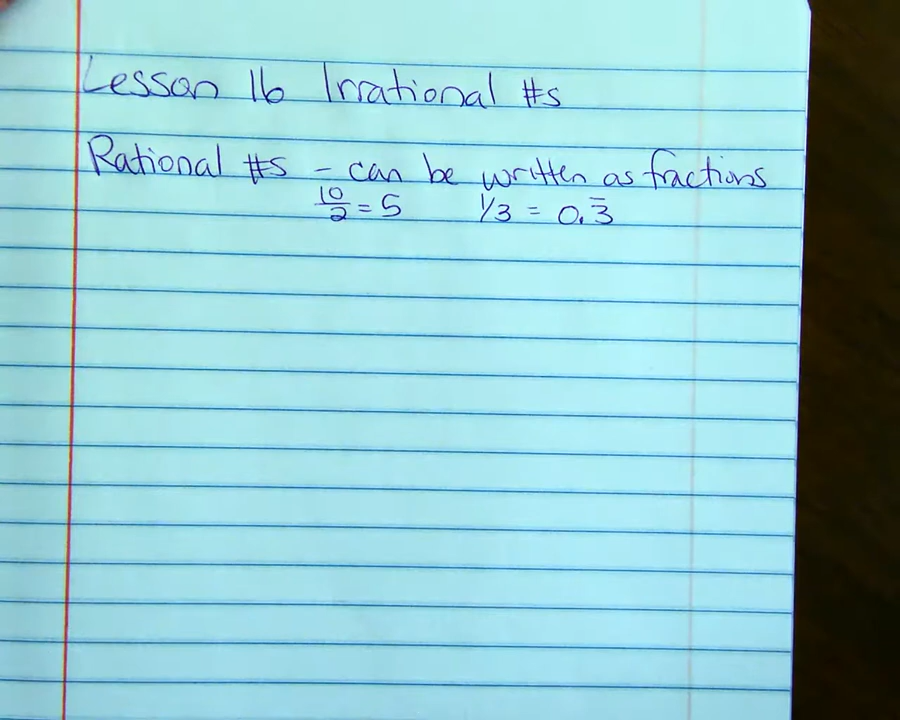 Lesson 16 Irrational #s
Rational #s - can be written as fractions
10/2 = 5 1/3 = 0.3̅